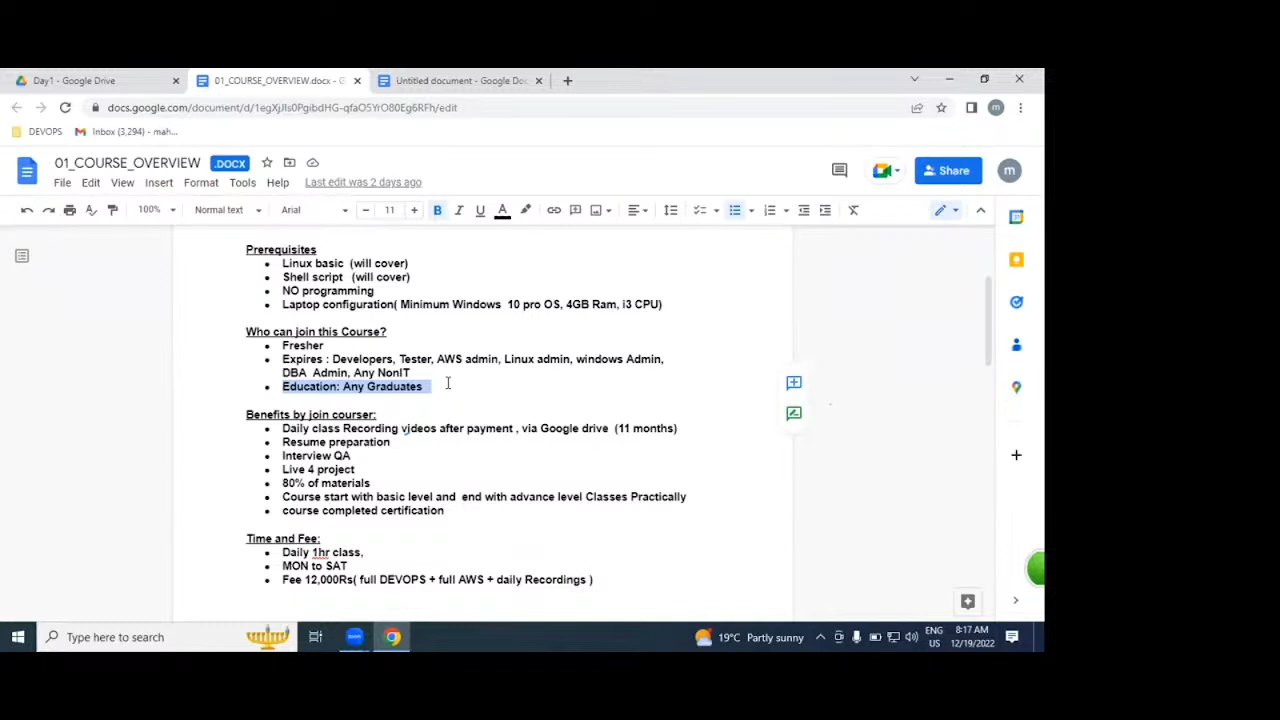 Day1 - Google Drive
01_COURSE_OVERVIEW.docx - G
Untitled document - Google Doc
docs.google.com/document/d/1egXjJIs0PgibdHG-qfaO5YrO80Eg6RFh/edit
DEVOPS
Inbox (3,294) - mah...
m
01_COURSE_OVERVIEW
.DOCX
File Edit View Insert Format Tools Help Last edit was 2 days ago
Share
m
100% Normal text Arial 11 B I U A
Prerequisites
Linux basic (will cover)
Shell script (will cover)
NO programming
Laptop configuration( Minimum Windows 10 pro OS, 4GB Ram, i3 CPU)
Who can join this Course?
Fresher
Expires : Developers, Tester, AWS admin, Linux admin, windows Admin,
DBA Admin, Any NonIT
Education: Any Graduates
Benefits by join courser:
Daily class Recording vjdeos after payment , via Google drive (11 months)
Resume preparation
Interview QA
Live 4 project
80% of materials
Course start with basic level and end with advance level Classes Practically
course completed certification
Time and Fee:
Daily 1hr class,
MON to SAT
Fee 12,000Rs( full DEVOPS + full AWS + daily Recordings )
Type here to search
zoom
19°C Partly sunny
ENG
US
8:17 AM
12/19/2022